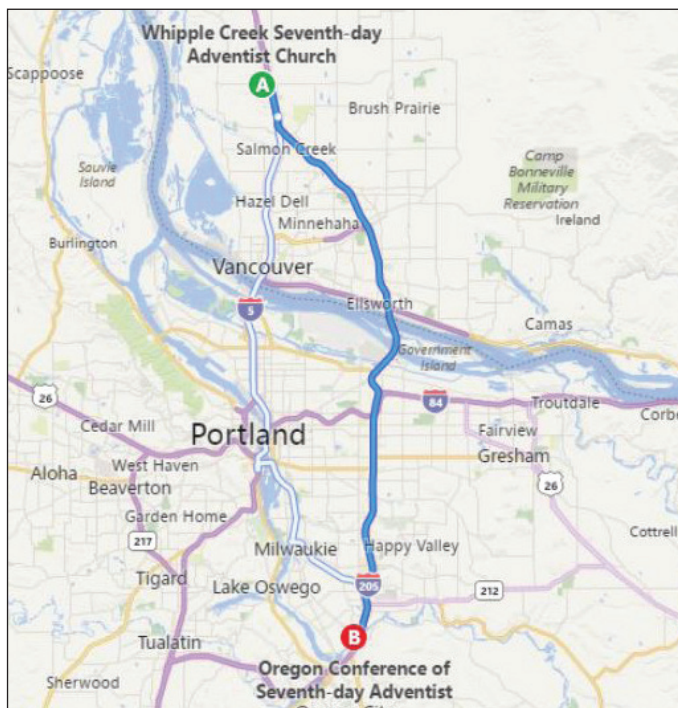 Whipple Creek Seventh-day
Adventist Church
Scappoose
A
Brush Prairie
Salmon Creek
Camp
Bonneville
Military
Reservation
Sauvie
Island
Hazel Dell
Minnehaha
Ireland
Burlington
Vancouver
Ellsworth
5
Camas
Government
Island
26
84
Troutdale
Cedar Mill
Fairview
Portland
West Haven
Gresham
Aloha
Beaverton
26
Garden Home
217
Milwaukie
Happy Valley
Tigard
Lake Oswego
205
212
B
Tualatin
Oregon Conference of
Seventh-day Adventist
Sherwood